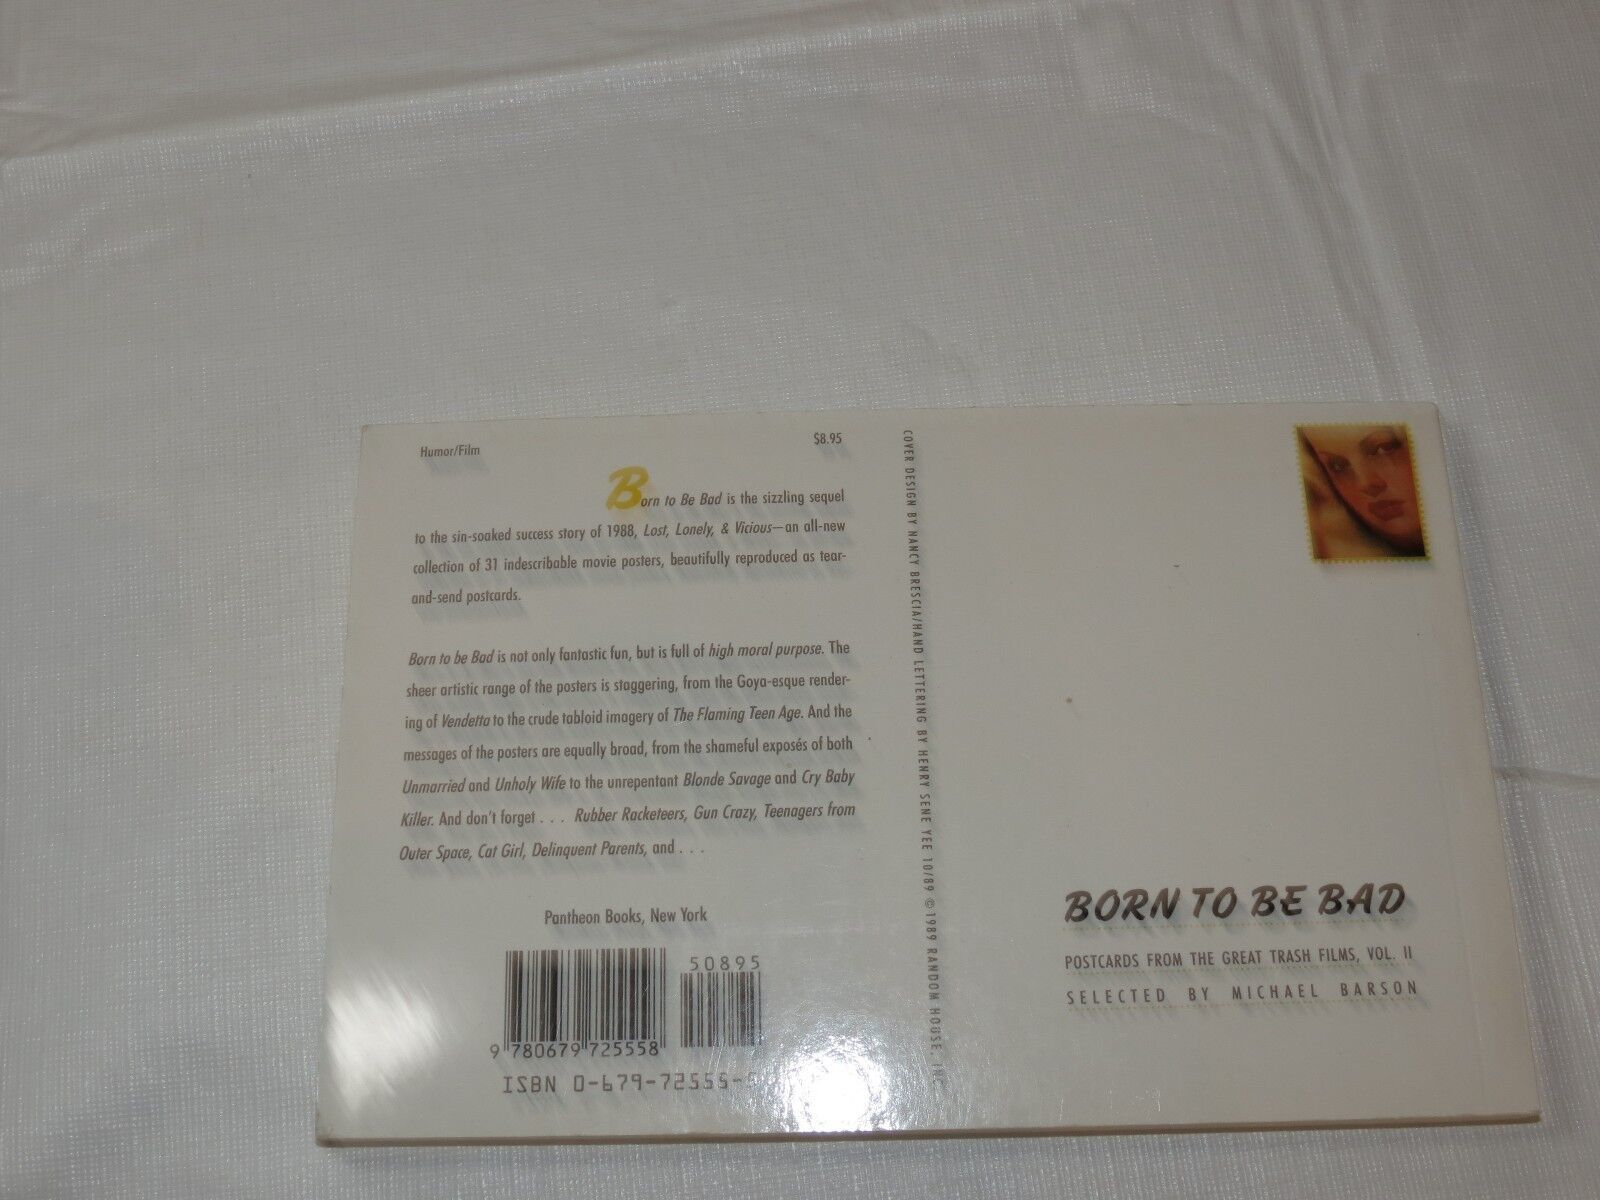 Humor/Film
$8.95
Born to Be Bad is the sizzling sequel
to the sin-soaked success story of 1988, Lost, Lonely, & Vicious—an all-new
collection of 31 indescribable movie posters, beautifully reproduced as tear-
and-send postcards.
Born to be Bad is not only fantastic fun, but is full of high moral purpose. The
sheer artistic range of the posters is staggering, from the Goya-esque render-
ing of Vendetta to the crude tabloid imagery of The Flaming Teen Age. And the
messages of the posters are equally broad, from the shameful exposés of both
Unmarried and Unholy Wife to the unrepentant Blonde Savage and Cry Baby
Killer. And don't forget . . . Rubber Racketeers, Gun Crazy, Teenagers from
Outer Space, Cat Girl, Delinquent Parents, and . . .
Pantheon Books, New York
50895
9 780679 725558
ISBN 0-679-72555-
COVER DESIGN BY NANCY BRESCIA/HAND LETTERING BY HENRY SENE YEE 10/89 ©1989 RANDOM HOUSE, INC
BORN TO BE BAD
POSTCARDS FROM THE GREAT TRASH FILMS, VOL. II
SELECTED BY MICHAEL BARSON